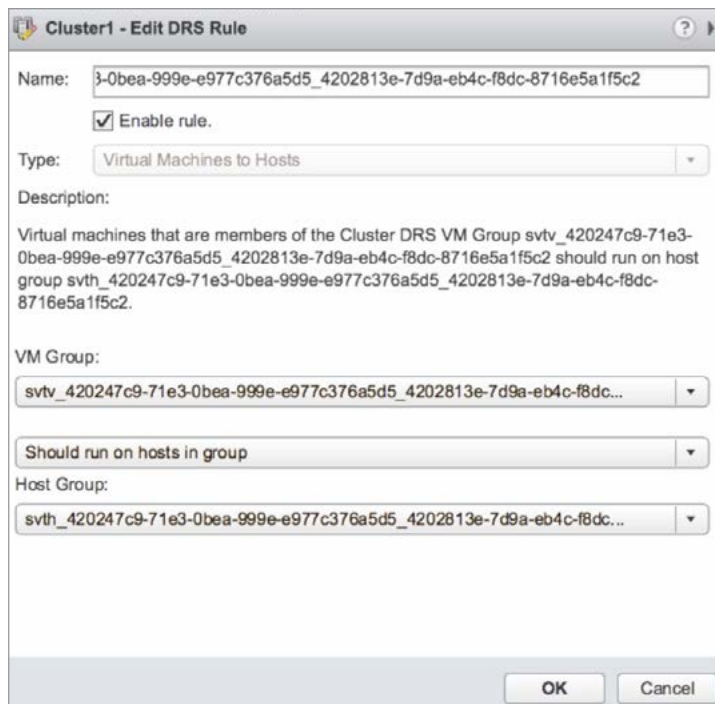 Cluster1 - Edit DRS Rule
?
Name: 3-0bea-999e-e977c376a5d5_4202813e-7d9a-eb4c-f8dc-8716e5a1f5c2
Enable rule.
Type: Virtual Machines to Hosts
Description:
Virtual machines that are members of the Cluster DRS VM Group svtv_420247c9-71e3-
0bea-999e-e977c376a5d5_4202813e-7d9a-eb4c-f8dc-8716e5a1f5c2 should run on host
group svth_420247c9-71e3-0bea-999e-e977c376a5d5_4202813e-7d9a-eb4c-f8dc-
8716e5a1f5c2.
VM Group:
svtv_420247c9-71e3-0bea-999e-e977c376a5d5_4202813e-7d9a-eb4c-f8dc...
Should run on hosts in group
Host Group:
svth_420247c9-71e3-0bea-999e-e977c376a5d5_4202813e-7d9a-eb4c-f8dc...
OK Cancel